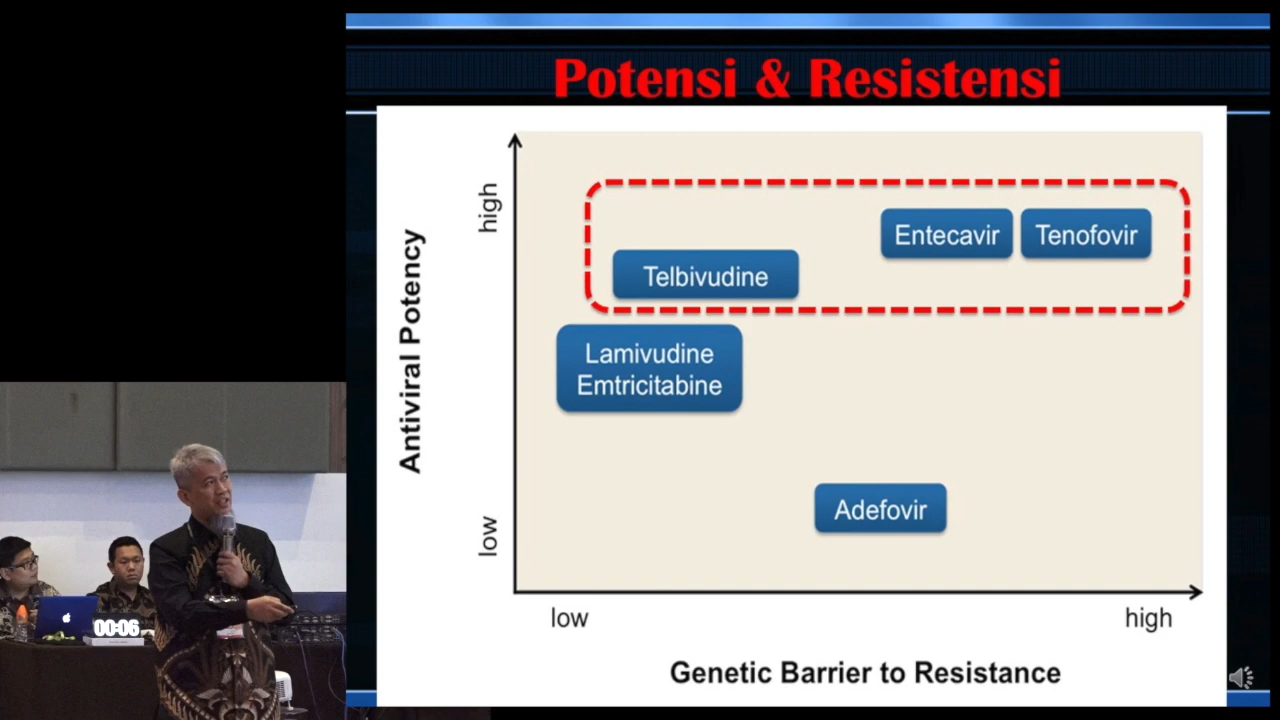 Potensi & Resistensi
high
Antiviral Potency
low
Entecavir
Tenofovir
Telbivudine
Lamivudine
Emtricitabine
Adefovir
low
high
Genetic Barrier to Resistance
00:06